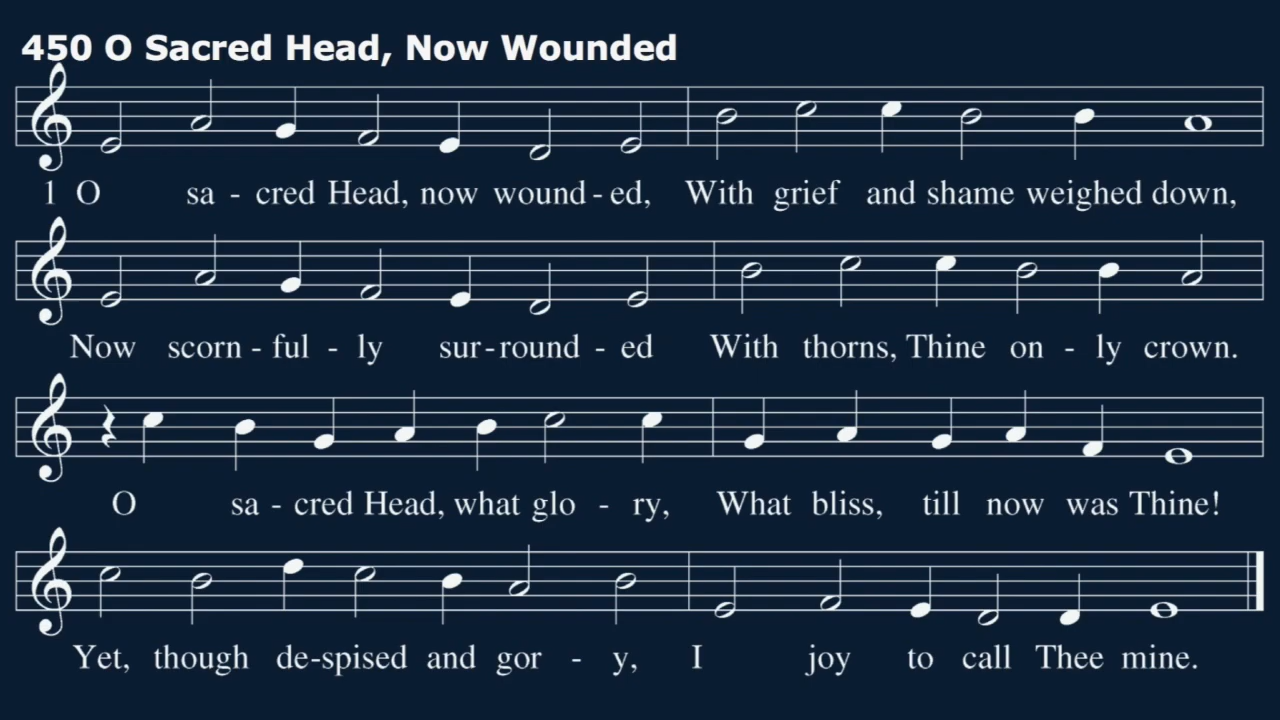 450 O Sacred Head, Now Wounded
1 O sa - cred Head, now wound - ed, With grief and shame weighed down,
Now scorn - ful - ly sur - round - ed With thorns, Thine on - ly crown.
O sa - cred Head, what glo - ry, What bliss, till now was Thine!
Yet, though de - spised and gor - y, I joy to call Thee mine.